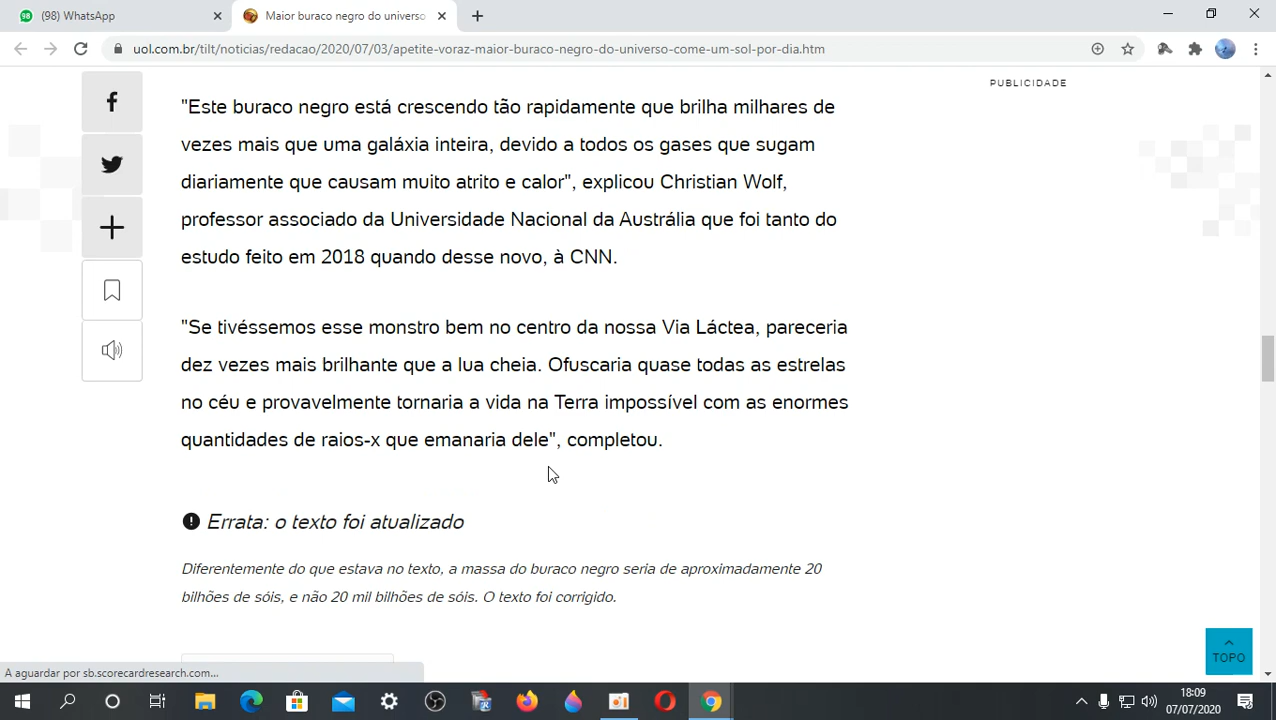 (98) WhatsApp
Maior buraco negro do universo
uol.com.br/tilt/noticias/redacao/2020/07/03/apetite-voraz-maior-buraco-negro-do-universo-come-um-sol-por-dia.htm
PUBLICIDADE
"Este buraco negro está crescendo tão rapidamente que brilha milhares de
vezes mais que uma galáxia inteira, devido a todos os gases que sugam
diariamente que causam muito atrito e calor", explicou Christian Wolf,
professor associado da Universidade Nacional da Austrália que foi tanto do
estudo feito em 2018 quando desse novo, à CNN.
"Se tivéssemos esse monstro bem no centro da nossa Via Láctea, pareceria
dez vezes mais brilhante que a lua cheia. Ofuscaria quase todas as estrelas
no céu e provavelmente tornaria a vida na Terra impossível com as enormes
quantidades de raios-x que emanaria dele", completou.
Errata: o texto foi atualizado
Diferentemente do que estava no texto, a massa do buraco negro seria de aproximadamente 20
bilhões de sóis, e não 20 mil bilhões de sóis. O texto foi corrigido.
TOPO
A aguardar por sb.scorecardresearch.com...
18:09
07/07/2020